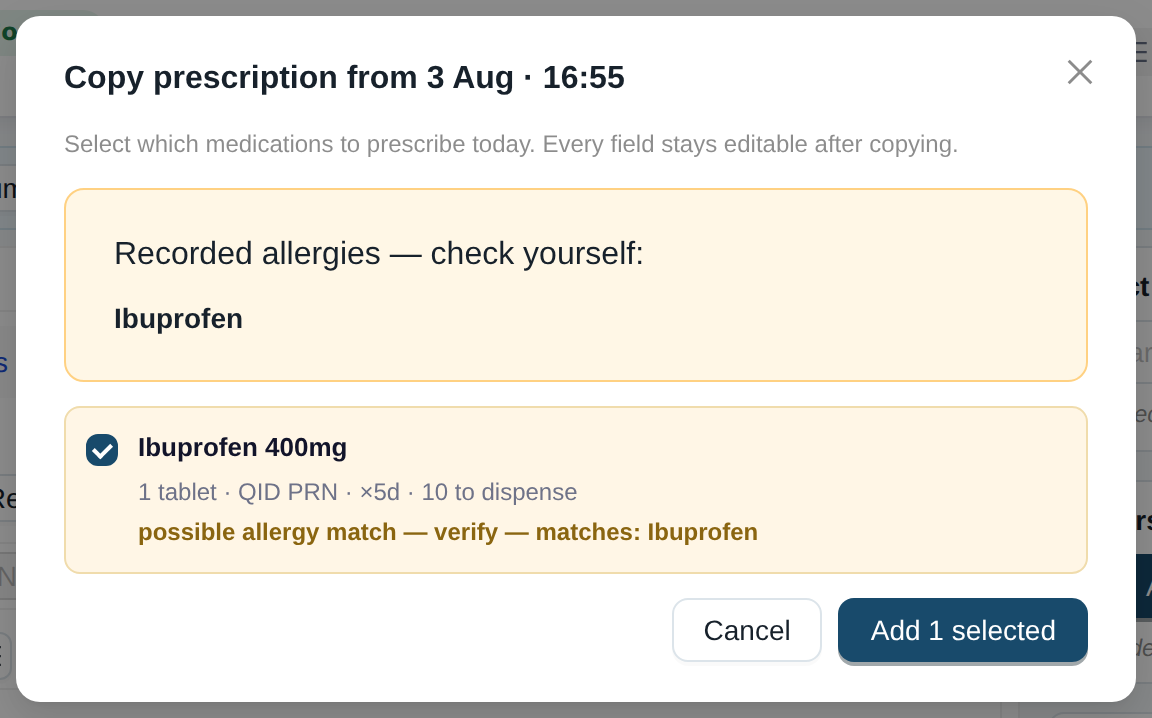 Copy prescription from 3 Aug · 16:55
Select which medications to prescribe today. Every field stays editable after copying.
Recorded allergies — check yourself:
Ibuprofen
Ibuprofen 400mg
1 tablet · QID PRN · ×5d · 10 to dispense
possible allergy match — verify — matches: Ibuprofen
Cancel
Add 1 selected